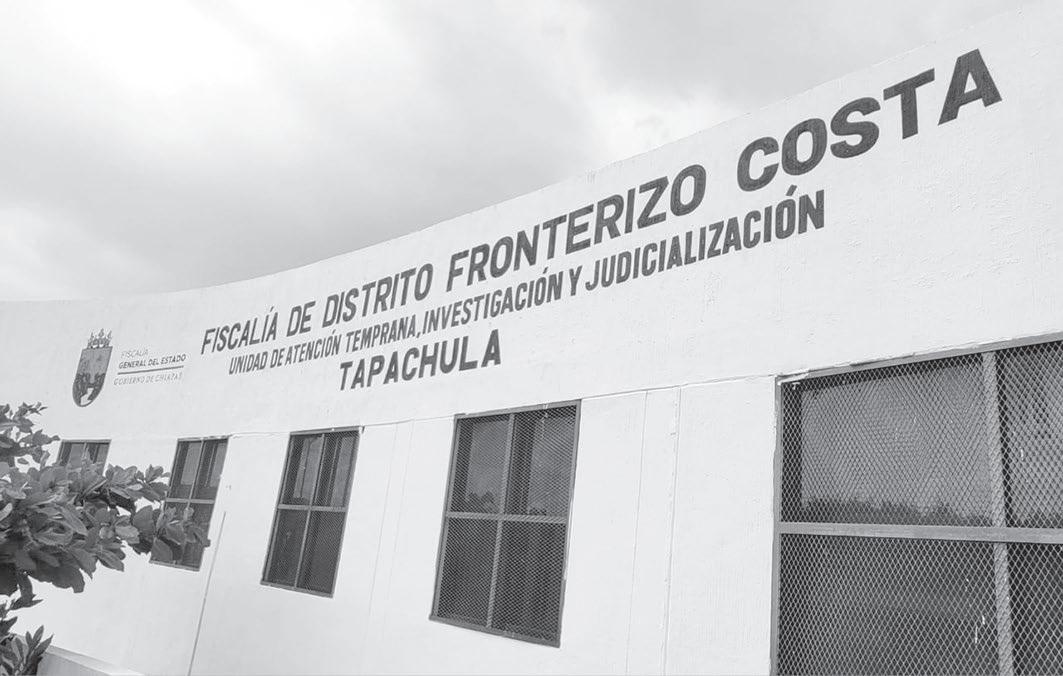 FISCALÍA DE DISTRITO FRONTERIZO COSTA
UNIDAD DE ATENCIÓN TEMPRANA, INVESTIGACIÓN Y JUDICIALIZACIÓN
TAPACHULA
FISCALÍA
GENERAL DEL ESTADO
GOBIERNO DE CHIAPAS